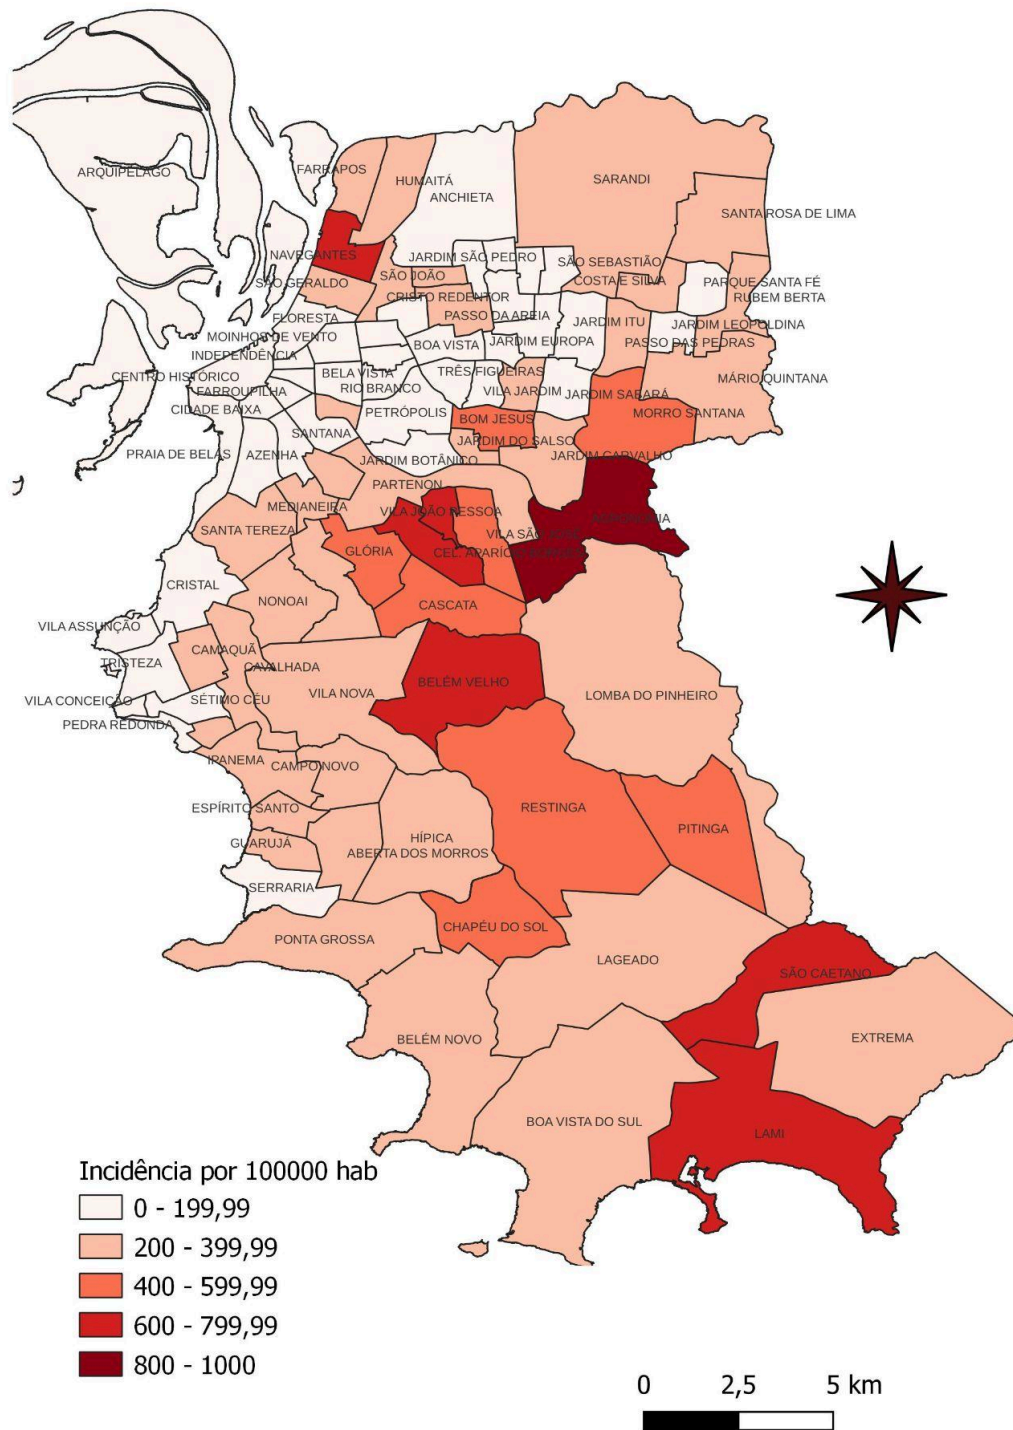 ARQUIPÉLAGO
FARRAPOS
HUMAITÁ
ANCHIETA
SARANDI
SANTA ROSA DE LIMA
NAVEGANTES
JARDIM SÃO PEDRO
SÃO SEBASTIÃO
SÃO JOÃO
COSTA E SILVA
PARQUE SANTA FÉ
SÃO GERALDO
CRISTO REDENTOR
RUBEM BERTA
FLORESTA
PASSO DA AREIA
JARDIM ITU
JARDIM LEOPOLDINA
MOINHOS DE VENTO
BOA VISTA
JARDIM EUROPA
PASSO DAS PEDRAS
INDEPENDÊNCIA
CENTRO HISTÓRICO
BELA VISTA
TRÊS FIGUEIRAS
MÁRIO QUINTANA
FARROUPILHA
RIO BRANCO
VILA JARDIM
JARDIM SABARÁ
CIDADE BAIXA
PETRÓPOLIS
BOM JESUS
MORRO SANTANA
SANTANA
JARDIM DO SALSO
PRAIA DE BELAS
AZENHA
JARDIM BOTÂNICO
JARDIM CARVALHO
PARTENON
MEDIANEIRA
VILA JOÃO PESSOA
SANTA TEREZA
VILA SÃO
GLÓRIA
CEL. APARÍCIO
CRISTAL
NONOAI
CASCATA
VILA ASSUNÇÃO
CAMAQUÃ
TRISTEZA
CAVALHADA
BELÉM VELHO
VILA CONCEIÇÃO
SÉTIMO CÉU
VILA NOVA
LOMBA DO PINHEIRO
PEDRA REDONDA
IPANEMA
CAMPO NOVO
ESPÍRITO SANTO
RESTINGA
PITINGA
GUARUJÁ
HÍPICA
ABERTA DOS MORROS
SERRARIA
CHAPÉU DO SOL
PONTA GROSSA
LAGEADO
SÃO CAETANO
BELÉM NOVO
EXTREMA
BOA VISTA DO SUL
LAMI
Incidência por 100000 hab
0 - 199,99
200 - 399,99
400 - 599,99
600 - 799,99
800 - 1000
0 2,5 5 km